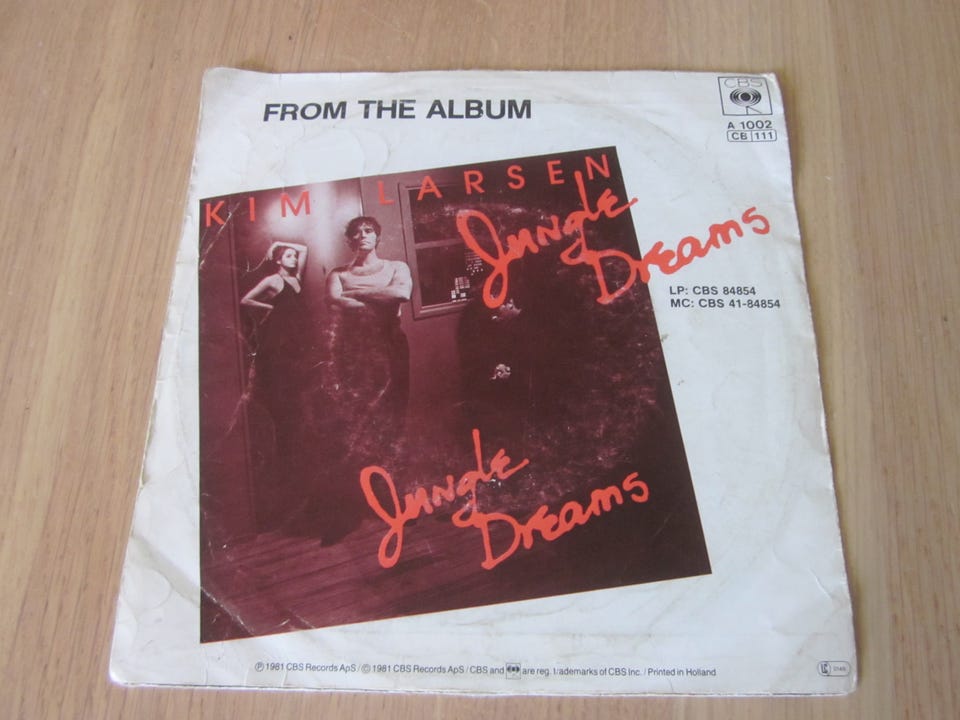 FROM THE ALBUM
CBS
A 1002
CB 111
KIM LARSEN
Jungle
Dreams
LP: CBS 84854
MC: CBS 41-84854
Jungle
Dreams
℗ 1981 CBS Records ApS / © 1981 CBS Records ApS / CBS and are reg. trademarks of CBS Inc. / Printed in Holland